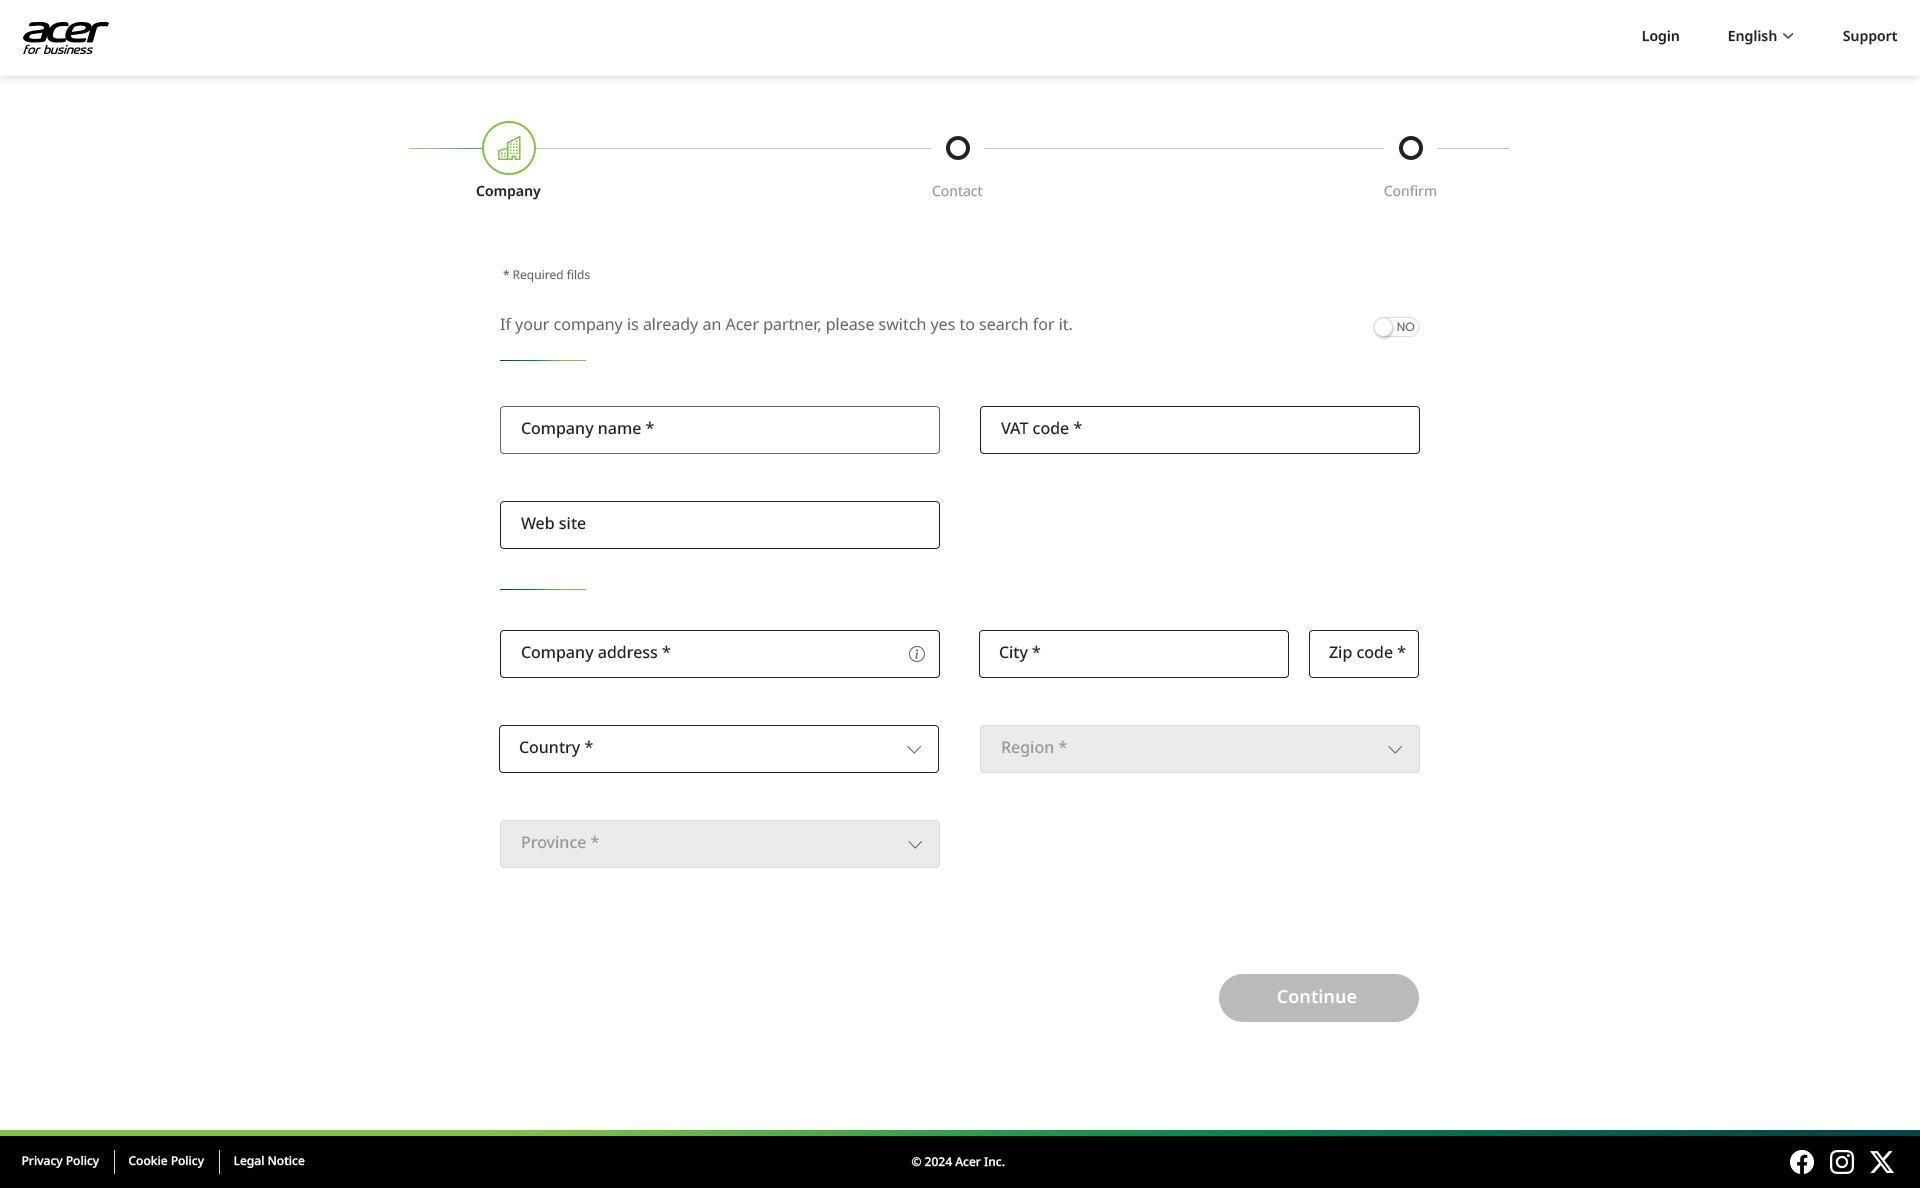 acer
for business
Login
English
Support
Company
Contact
Confirm
* Required filds
If your company is already an Acer partner, please switch yes to search for it.
NO
Company name *
VAT code *
Web site
Company address *
City *
Zip code *
Country *
Region *
Province *
Continue
Privacy Policy
Cookie Policy
Legal Notice
© 2024 Acer Inc.